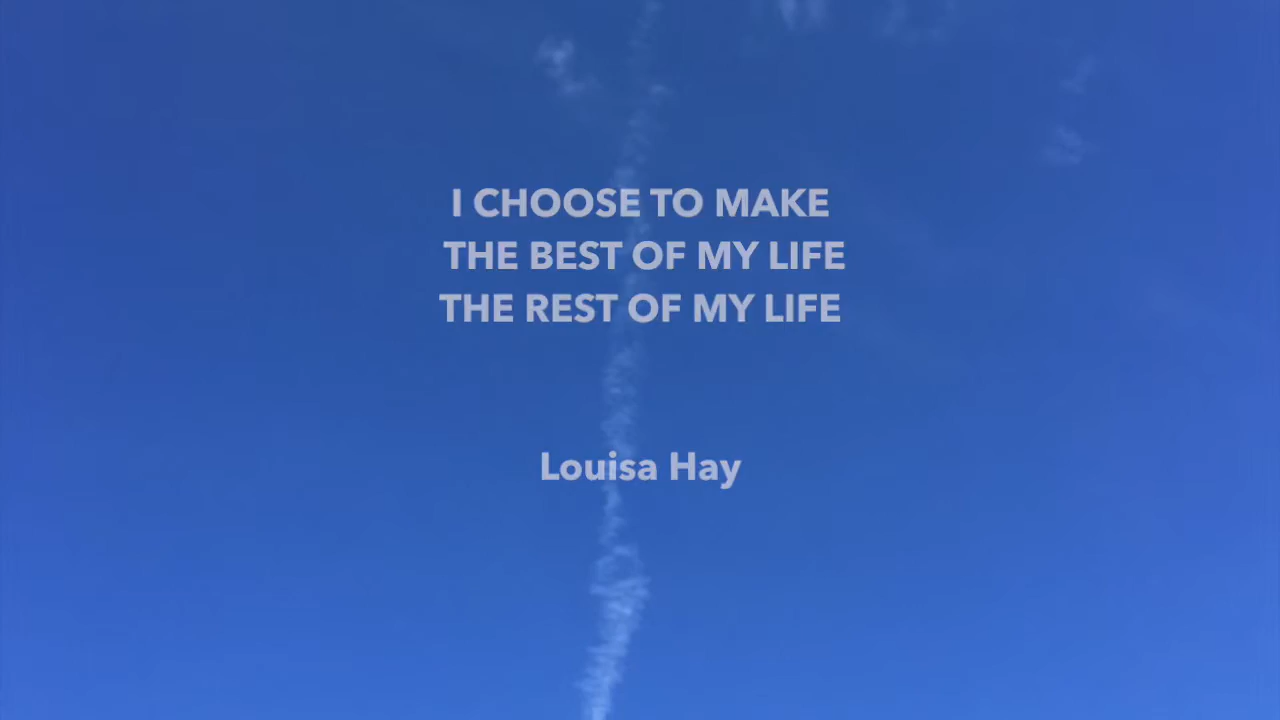 I CHOOSE TO MAKE
THE BEST OF MY LIFE
THE REST OF MY LIFE
Louisa Hay